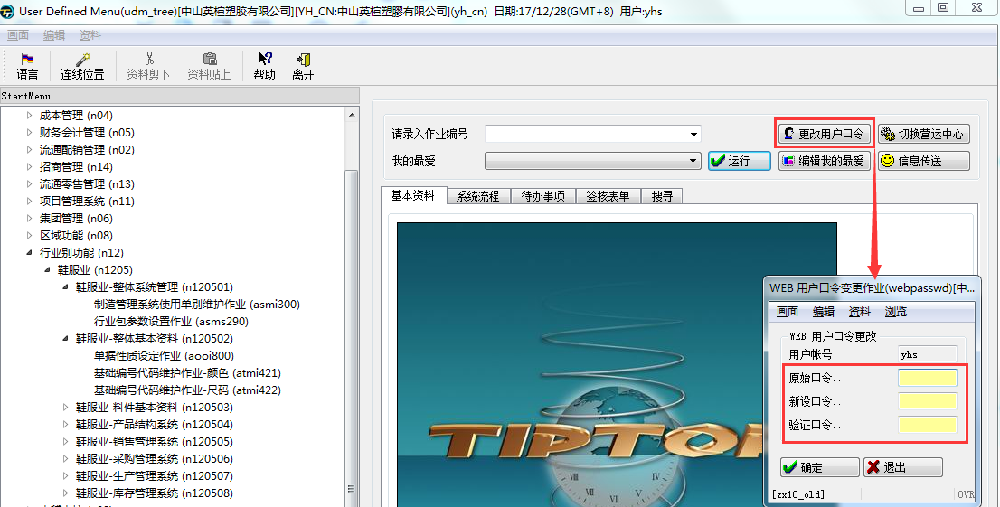 User Defined Menu(udm_tree)[中山英楦塑胶有限公司][YH_CN:中山英楦塑膠有限公司](yh_cn) 日期:17/12/28(GMT+8) 用户:yhs
画面 编辑 资料
语言 连线位置 资料剪下 资料贴上 帮助 离开
StartMenu
成本管理 (n04)
财务会计管理 (n05)
流通配销管理 (n02)
招商管理 (n14)
流通零售管理 (n13)
项目管理系统 (n11)
集团管理 (n06)
区域功能 (n08)
行业别功能 (n12)
鞋服业 (n1205)
鞋服业-整体系统管理 (n120501)
制造管理系统使用单别维护作业 (asmi300)
行业包参数设置作业 (asms290)
鞋服业-整体基本资料 (n120502)
单据性质设定作业 (aooi800)
基础编号代码维护作业-颜色 (atmi421)
基础编号代码维护作业-尺码 (atmi422)
鞋服业-料件基本资料 (n120503)
鞋服业-产品结构系统 (n120504)
鞋服业-销售管理系统 (n120505)
鞋服业-采购管理系统 (n120506)
鞋服业-生产管理系统 (n120507)
鞋服业-库存管理系统 (n120508)
请录入作业编号 更改用户口令 切换营运中心
我的最爱 运行 编辑我的最爱 信息传送
基本资料 系统流程 待办事项 签核表单 搜寻
TIPTOP
VIII VII VI V IV
WEB 用户口令变更作业(webpasswd)[中...
画面 编辑 资料 浏览
WEB 用户口令更改
用户帐号 yhs
原始口令..
新设口令..
验证口令..
确定 退出
[zx10_old] OVR